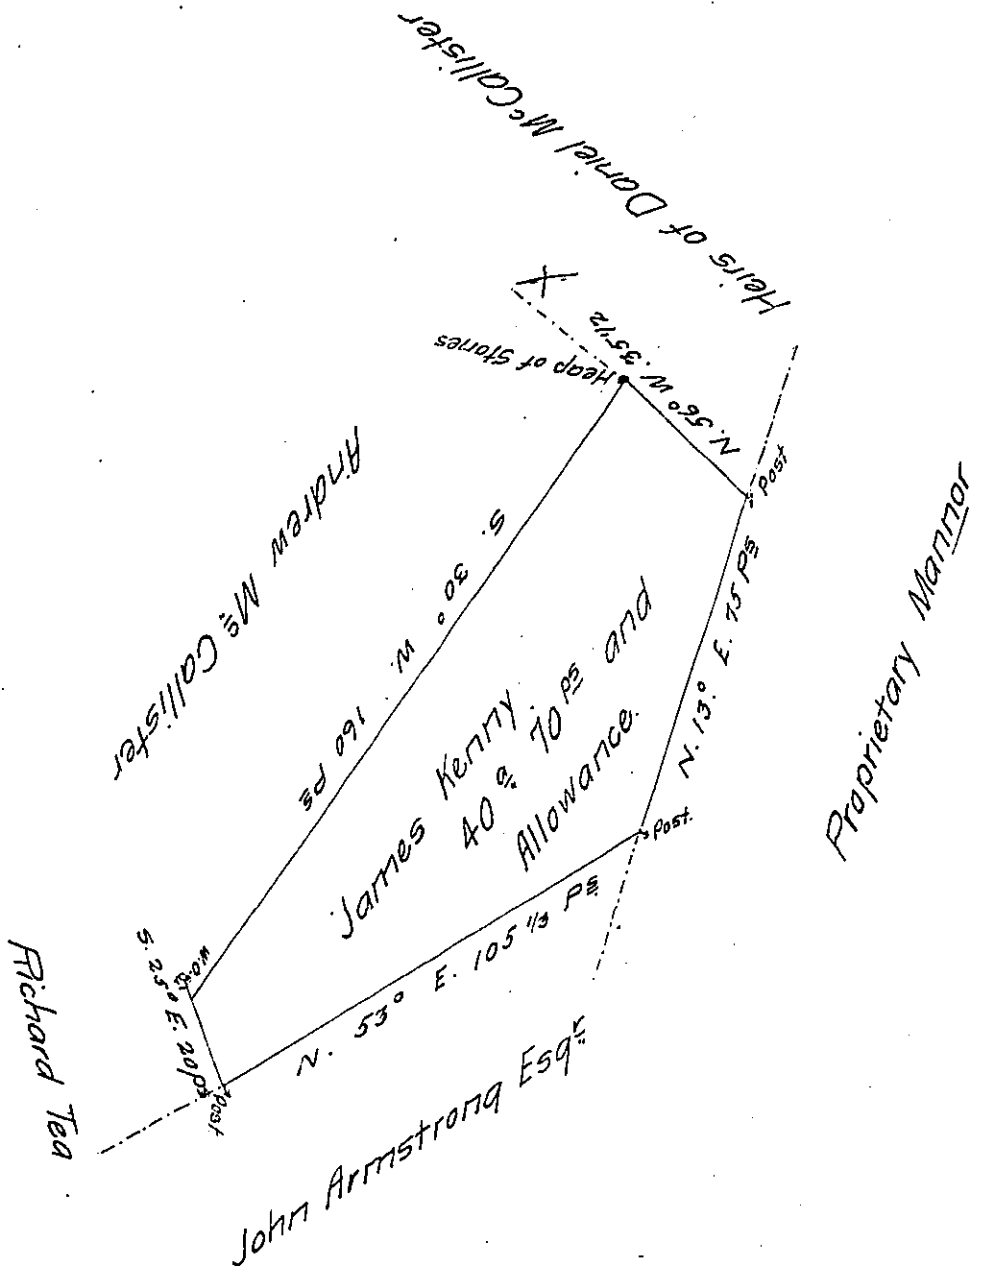 Heirs of Daniel McCallister
X
N. 56° W. 35 1/2
Heap of Stones
Post
Andrew Mc Callister
S. 30° W. 160 Ps
N. 13° E. 75 Ps
Proprietary Mannor
James Kenny.
40 a 70 ps and
Allowance.
Post.
N. 53° E. 105 1/3 Ps
W.O.
S. 25° E. 20 ps
Post
Richard Tea
John Armstrong Esqr